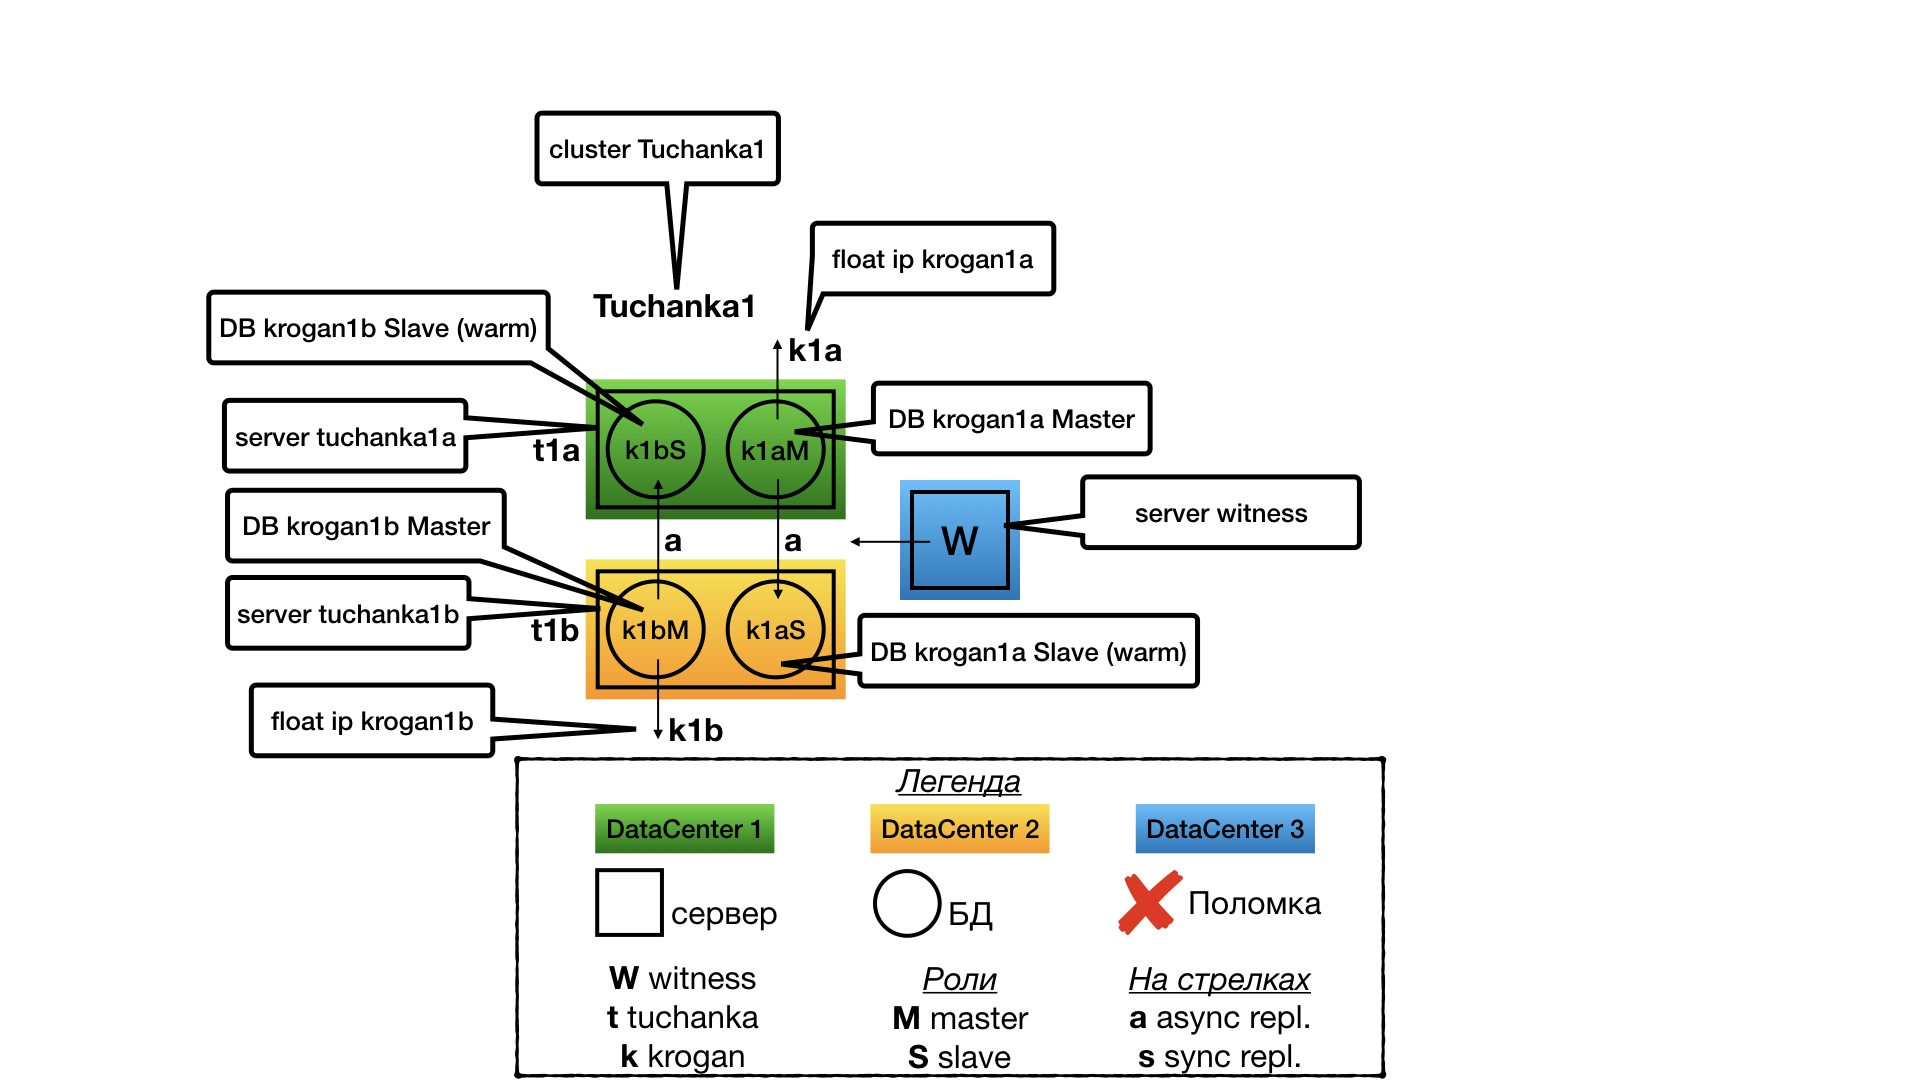 cluster Tuchanka1
float ip krogan1a
Tuchanka1
DB krogan1b Slave (warm)
k1a
server tuchanka1a
DB krogan1a Master
t1a
k1bS
k1aM
server witness
DB krogan1b Master
a
a
W
server tuchanka1b
t1b
k1bM
k1aS
DB krogan1a Slave (warm)
float ip krogan1b
k1b
Легенда
DataCenter 1
DataCenter 2
DataCenter 3
сервер
БД
Поломка
W witness
Роли
На стрелках
t tuchanka
M master
a async repl.
k krogan
S slave
s sync repl.